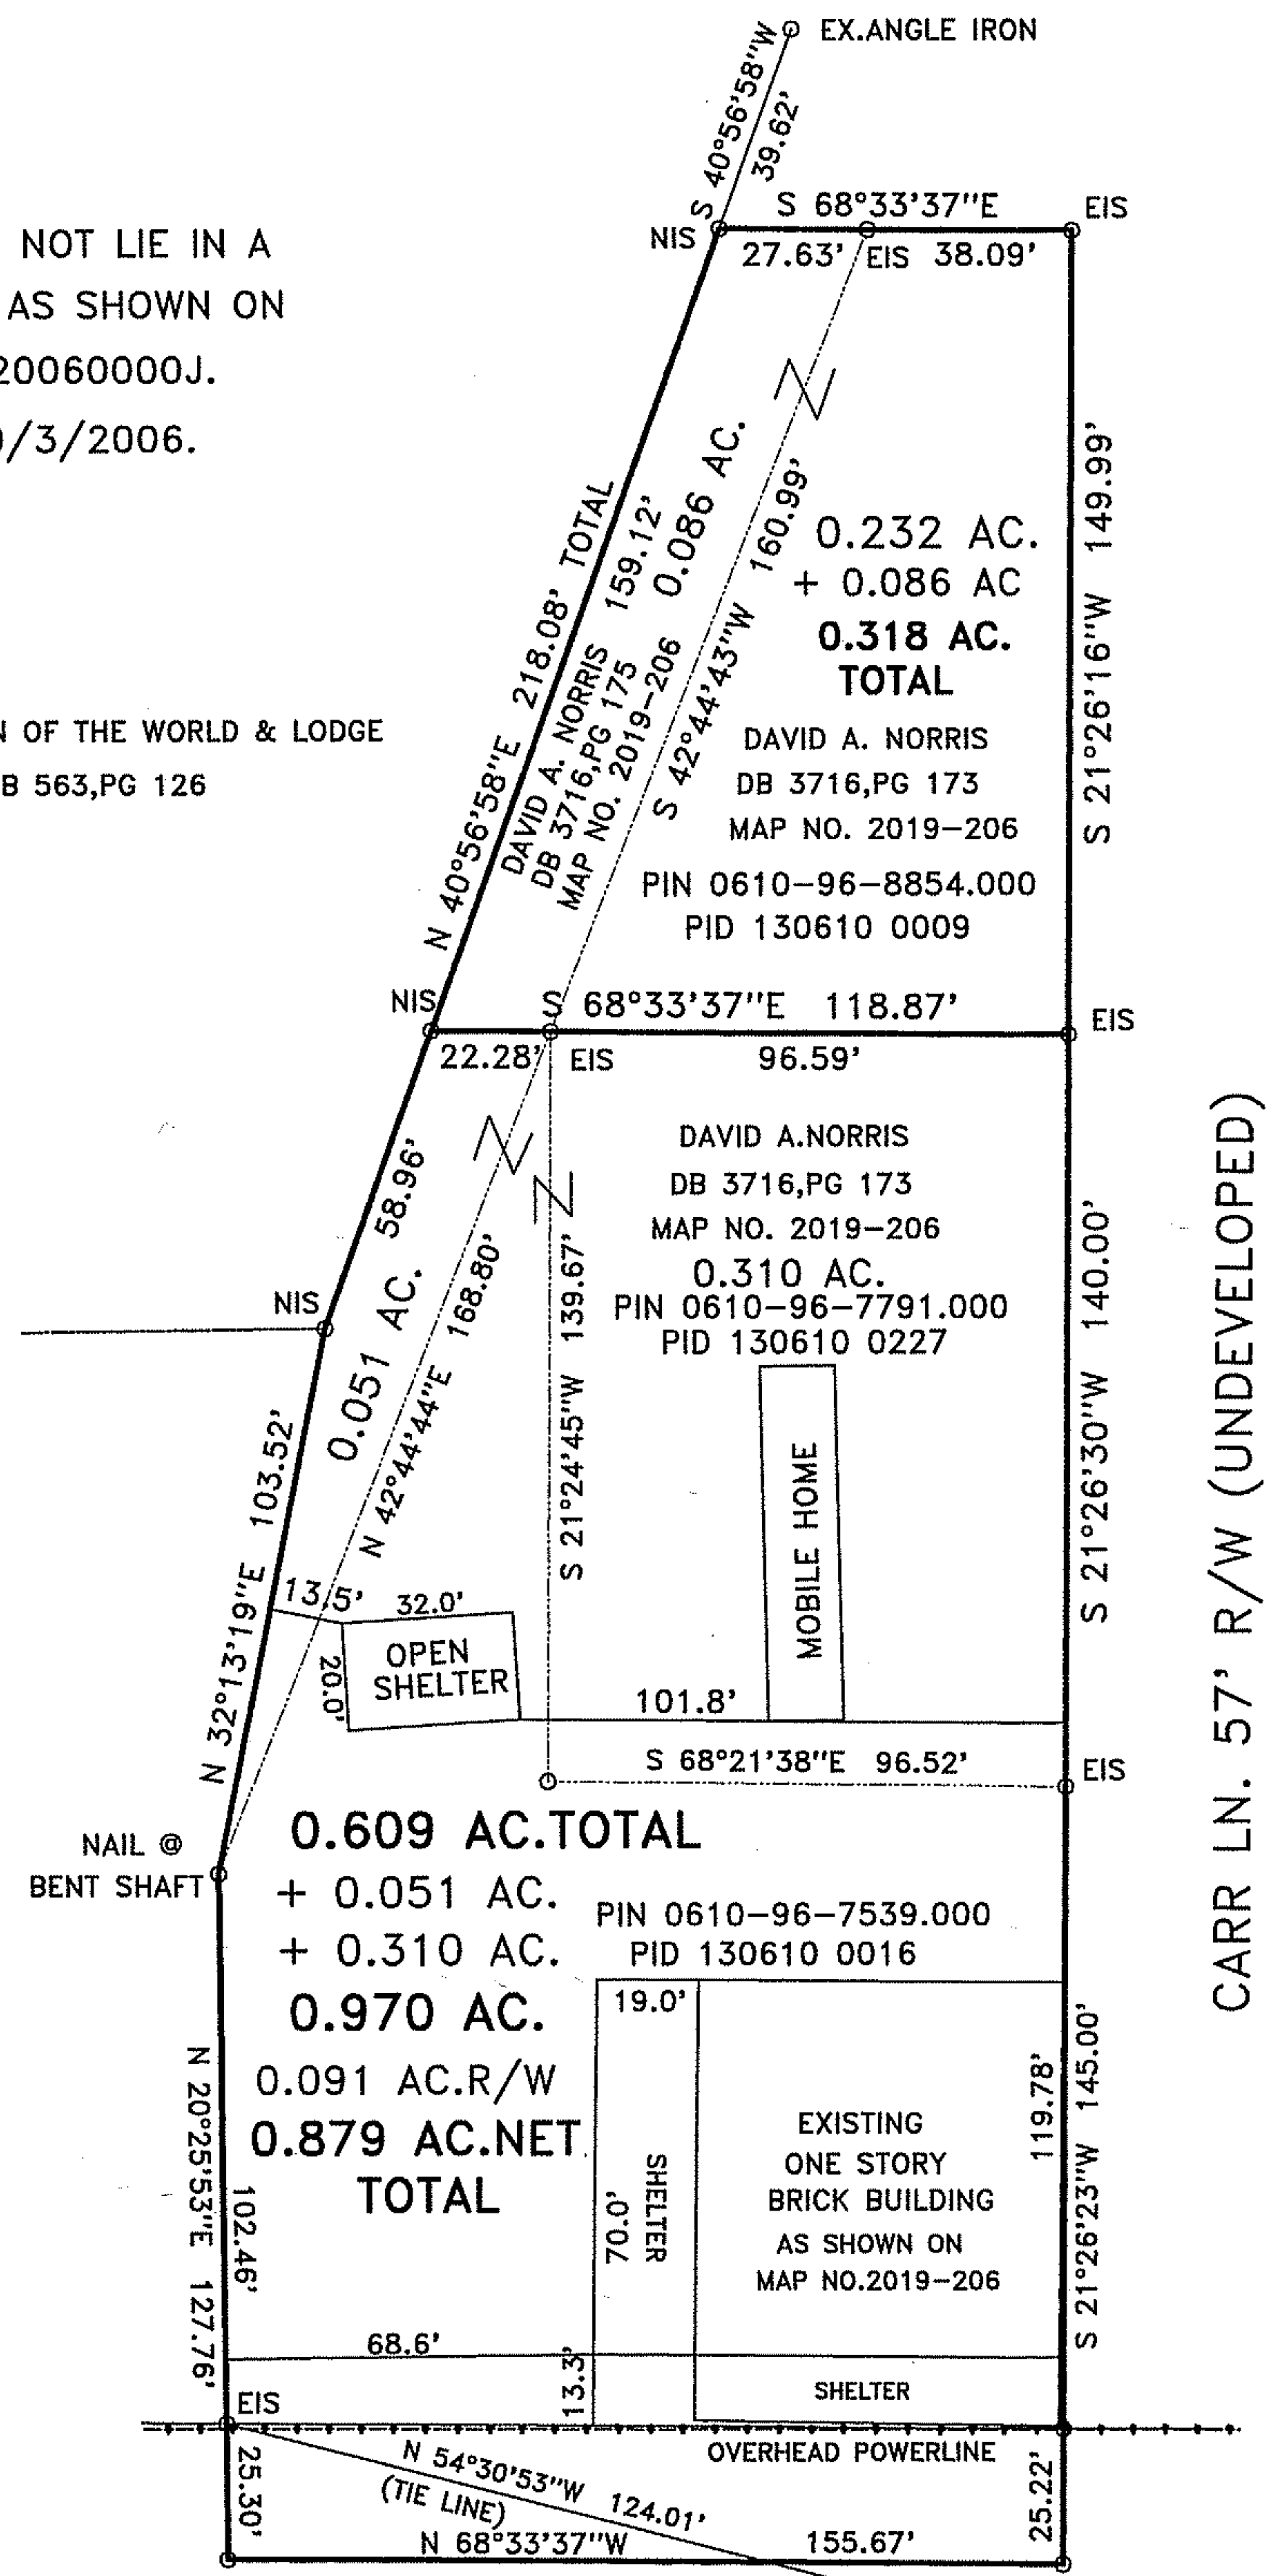 EX.ANGLE IRON
S 40°56'58"W
39.62'
S 68°33'37"E
EIS
NIS
27.63'
EIS
38.09'
NOT LIE IN A
AS SHOWN ON
20060000J.
/3/2006.
S 21°26'16"W 149.99'
N 40°56'58"E 218.08' TOTAL
159.12'
0.086 AC.
DAVID A. NORRIS
DB 3716,PG 175
MAP NO. 2019-206
S 42°44'43"W 160.99'
0.232 AC.
+ 0.086 AC
0.318 AC.
TOTAL
DAVID A. NORRIS
DB 3716,PG 173
MAP NO. 2019-206
PIN 0610-96-8854.000
PID 130610 0009
N OF THE WORLD & LODGE
B 563,PG 126
NIS
S 68°33'37"E 118.87'
EIS
22.28'
EIS
96.59'
58.96'
DAVID A.NORRIS
DB 3716,PG 173
MAP NO. 2019-206
0.310 AC.
PIN 0610-96-7791.000
PID 130610 0227
S 21°26'30"W 140.00'
CARR LN. 57' R/W (UNDEVELOPED)
NIS
0.051 AC.
N 42°44'44"E 168.80'
S 21°24'45"W 139.67'
N 32°13'19"E 103.52'
13.5'
32.0'
20.0'
OPEN
SHELTER
MOBILE HOME
101.8'
S 68°21'38"E 96.52'
EIS
NAIL @
BENT SHAFT
0.609 AC.TOTAL
+ 0.051 AC.
+ 0.310 AC.
0.970 AC.
0.091 AC.R/W
0.879 AC.NET
TOTAL
PIN 0610-96-7539.000
PID 130610 0016
19.0'
SHELTER
70.0'
EXISTING
ONE STORY
BRICK BUILDING
AS SHOWN ON
MAP NO.2019-206
119.78'
S 21°26'23"W 145.00'
N 20°25'53"E 127.76'
102.46'
68.6'
13.3'
SHELTER
EIS
OVERHEAD POWERLINE
25.30'
N 54°30'53"W 124.01'
(TIE LINE)
25.22'
N 68°33'37"W 155.67'